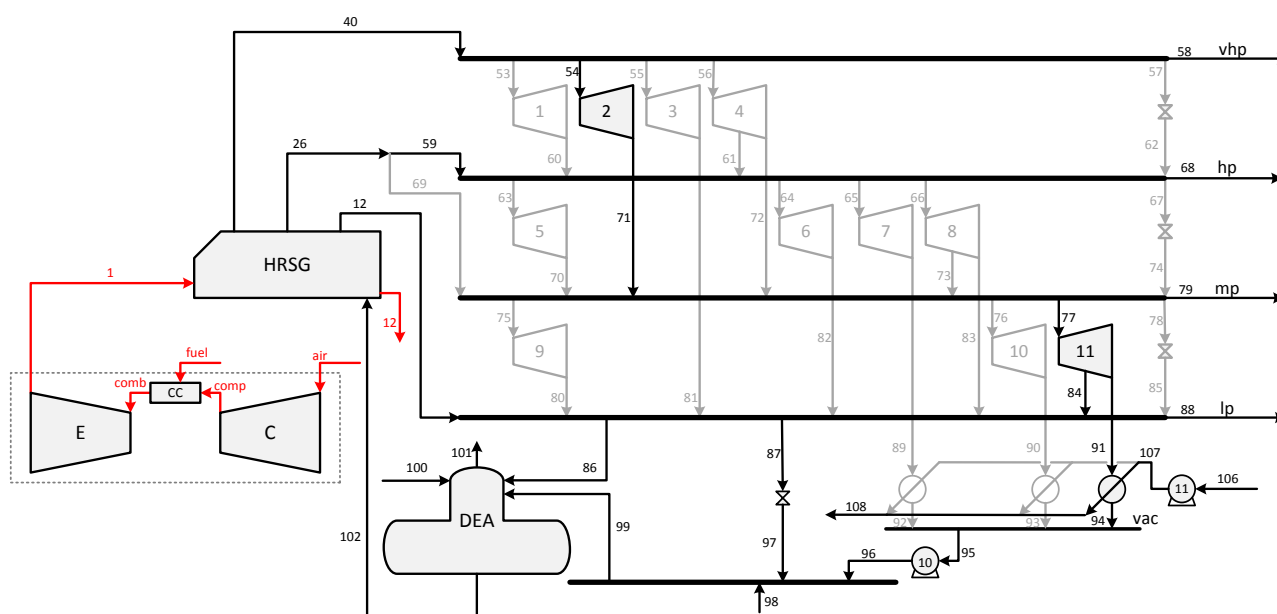 40
58 vhp
53 54 55 56 57
1 2 3 4
26 59
60 61 62
68 hp
69
12
63 64 65 66 67
71 72
5 6 7 8
HRSG
1
70 73 74
79 mp
12
75 76 77 78
fuel air
82 83
9 10 11
comb CC comp
80 81 84 85
88 lp
E C
101 86 87 89 90 91 107
100
11 106
DEA
99
108
92 93 94 vac
102
97 96 10 95
98